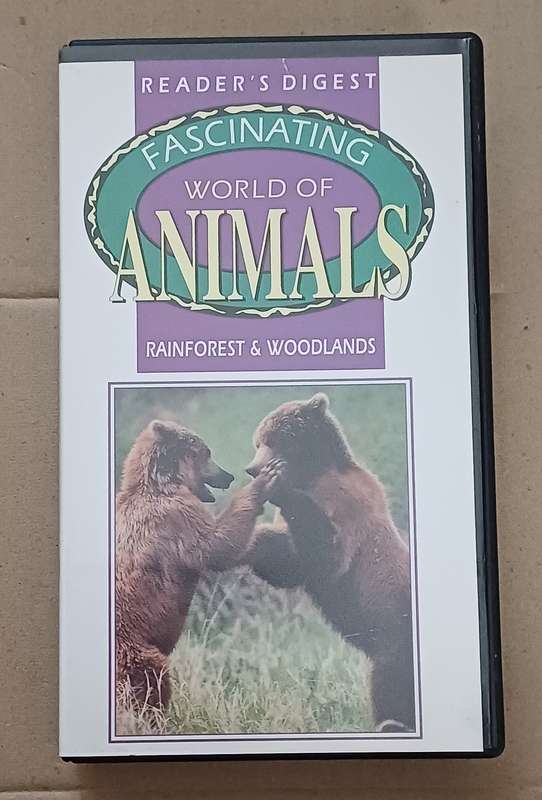 READER'S DIGEST
FASCINATING
WORLD OF
ANIMALS
RAINFOREST & WOODLANDS